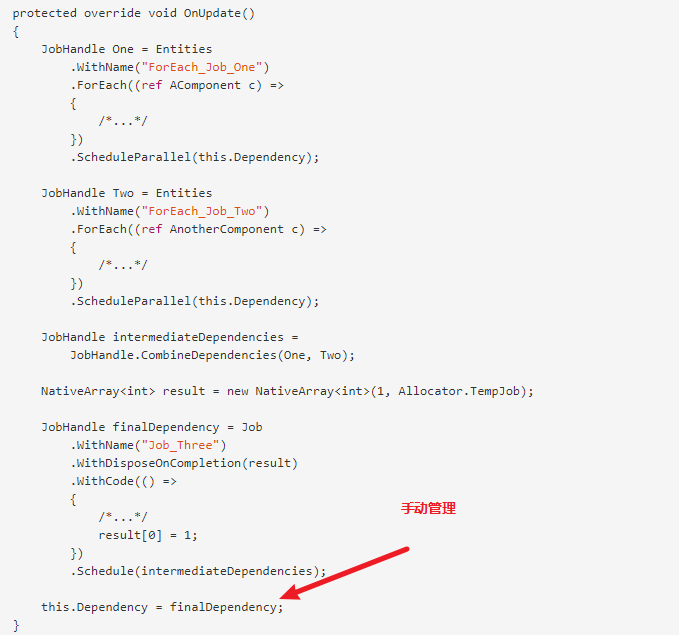 protected override void OnUpdate()
{
    JobHandle One = Entities
        .WithName("ForEach_Job_One")
        .ForEach((ref AComponent c) =>
        {
            /*...*/
        })
        .ScheduleParallel(this.Dependency);

    JobHandle Two = Entities
        .WithName("ForEach_Job_Two")
        .ForEach((ref AnotherComponent c) =>
        {
            /*...*/
        })
        .ScheduleParallel(this.Dependency);

    JobHandle intermediateDependencies =
        JobHandle.CombineDependencies(One, Two);

    NativeArray<int> result = new NativeArray<int>(1, Allocator.TempJob);

    JobHandle finalDependency = Job
        .WithName("Job_Three")
        .WithDisposeOnCompletion(result)
        .WithCode(() =>
        {
手动管理
            /*...*/
            result[0] = 1;
        })
        .Schedule(intermediateDependencies);

    this.Dependency = finalDependency;
}